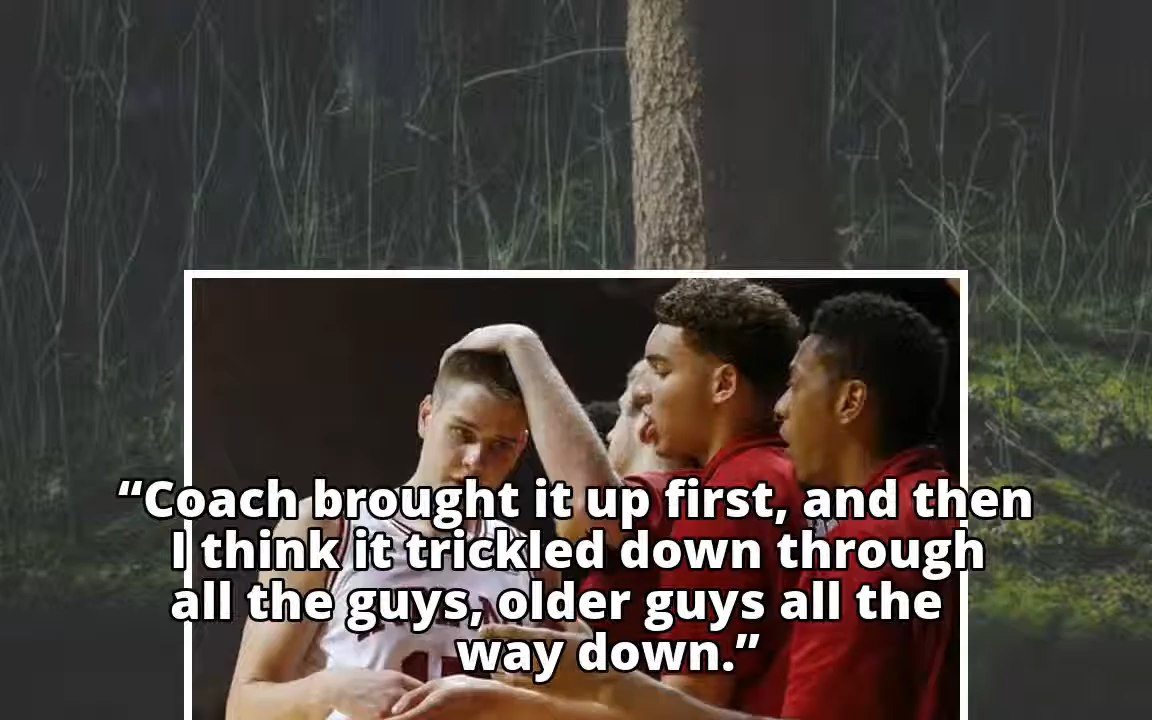 “Coach brought it up first, and then
I think it trickled down through
all the guys, older guys all the
way down.”